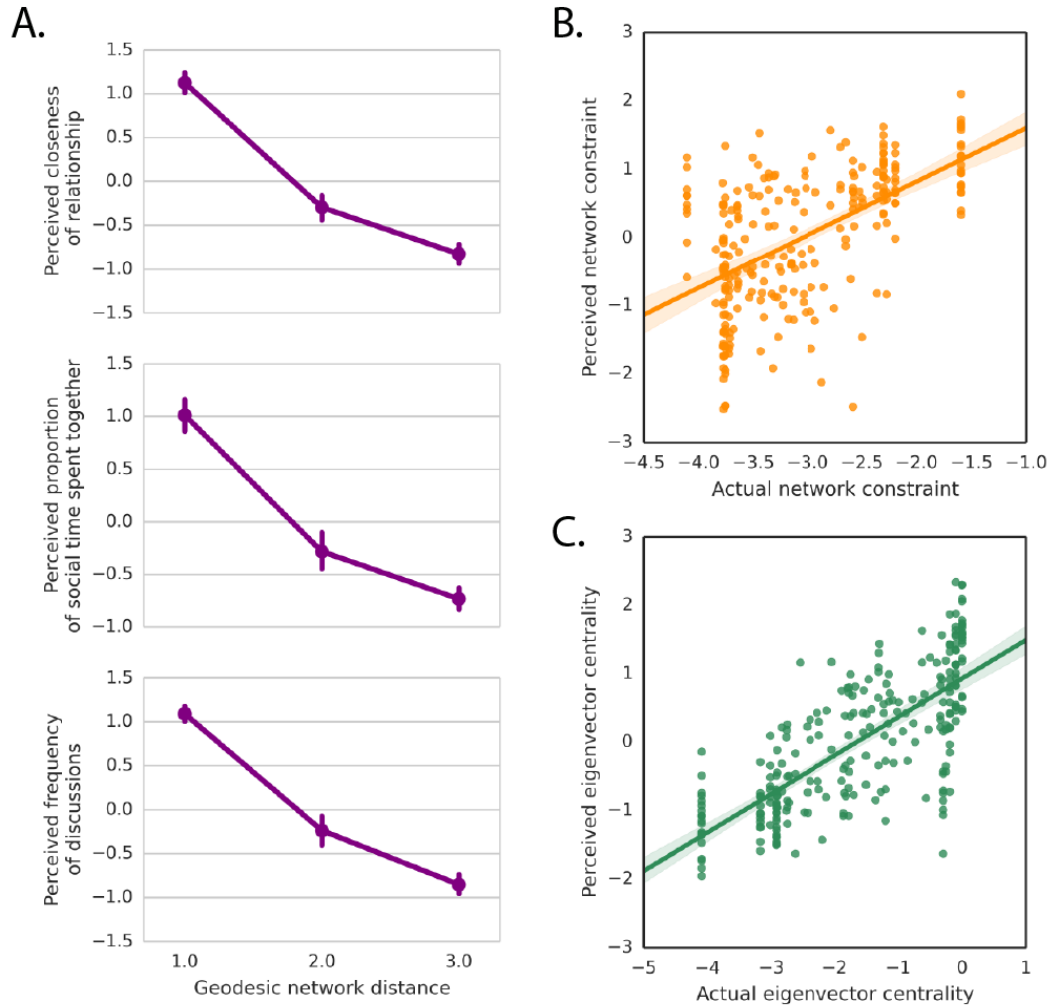 A.
1.5
1.0
0.5
0.0
−0.5
−1.0
−1.5
Perceived closeness
of relationship
1.0
0.5
0.0
−0.5
−1.0
Perceived proportion
of social time spent together
1.5
1.0
0.5
0.0
−0.5
−1.0
−1.5
Perceived frequency
of discussions
1.0 2.0 3.0
Geodesic network distance
B.
3
2
1
0
−1
−2
−3
Perceived network constraint
−4.5 −4.0 −3.5 −3.0 −2.5 −2.0 −1.5 −1.0
Actual network constraint
C.
3
2
1
0
−1
−2
−3
Perceived eigenvector centrality
−5 −4 −3 −2 −1 0 1
Actual eigenvector centrality